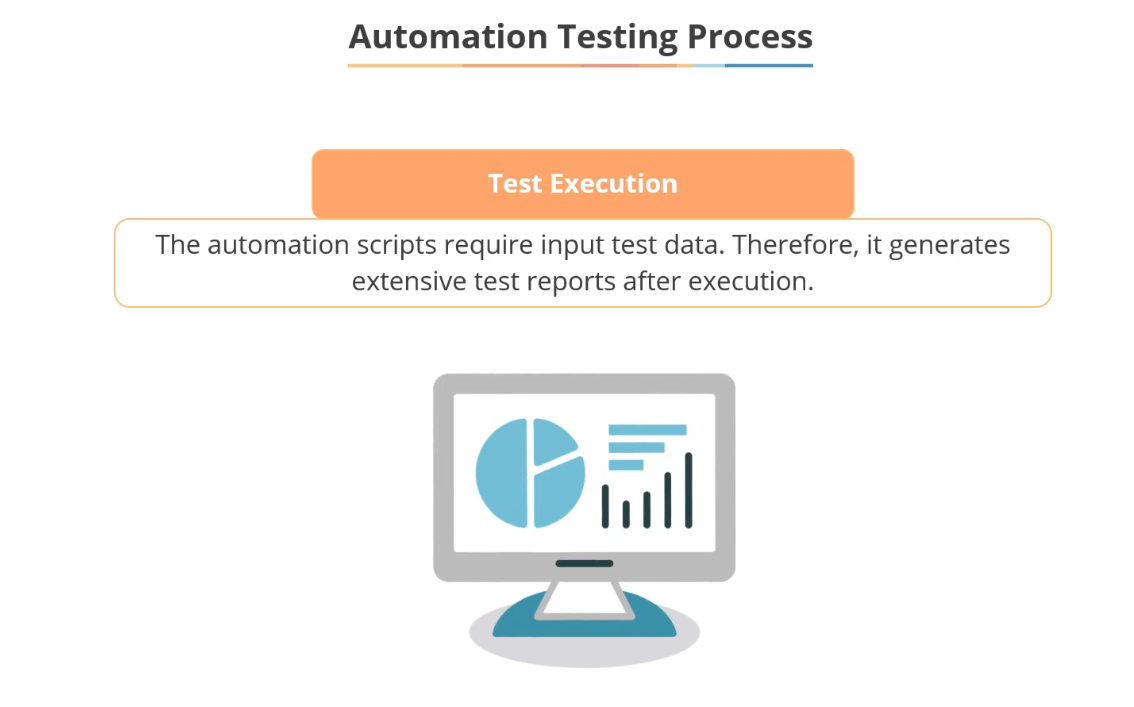 Automation Testing Process
Test Execution
The automation scripts require input test data. Therefore, it generates
extensive test reports after execution.